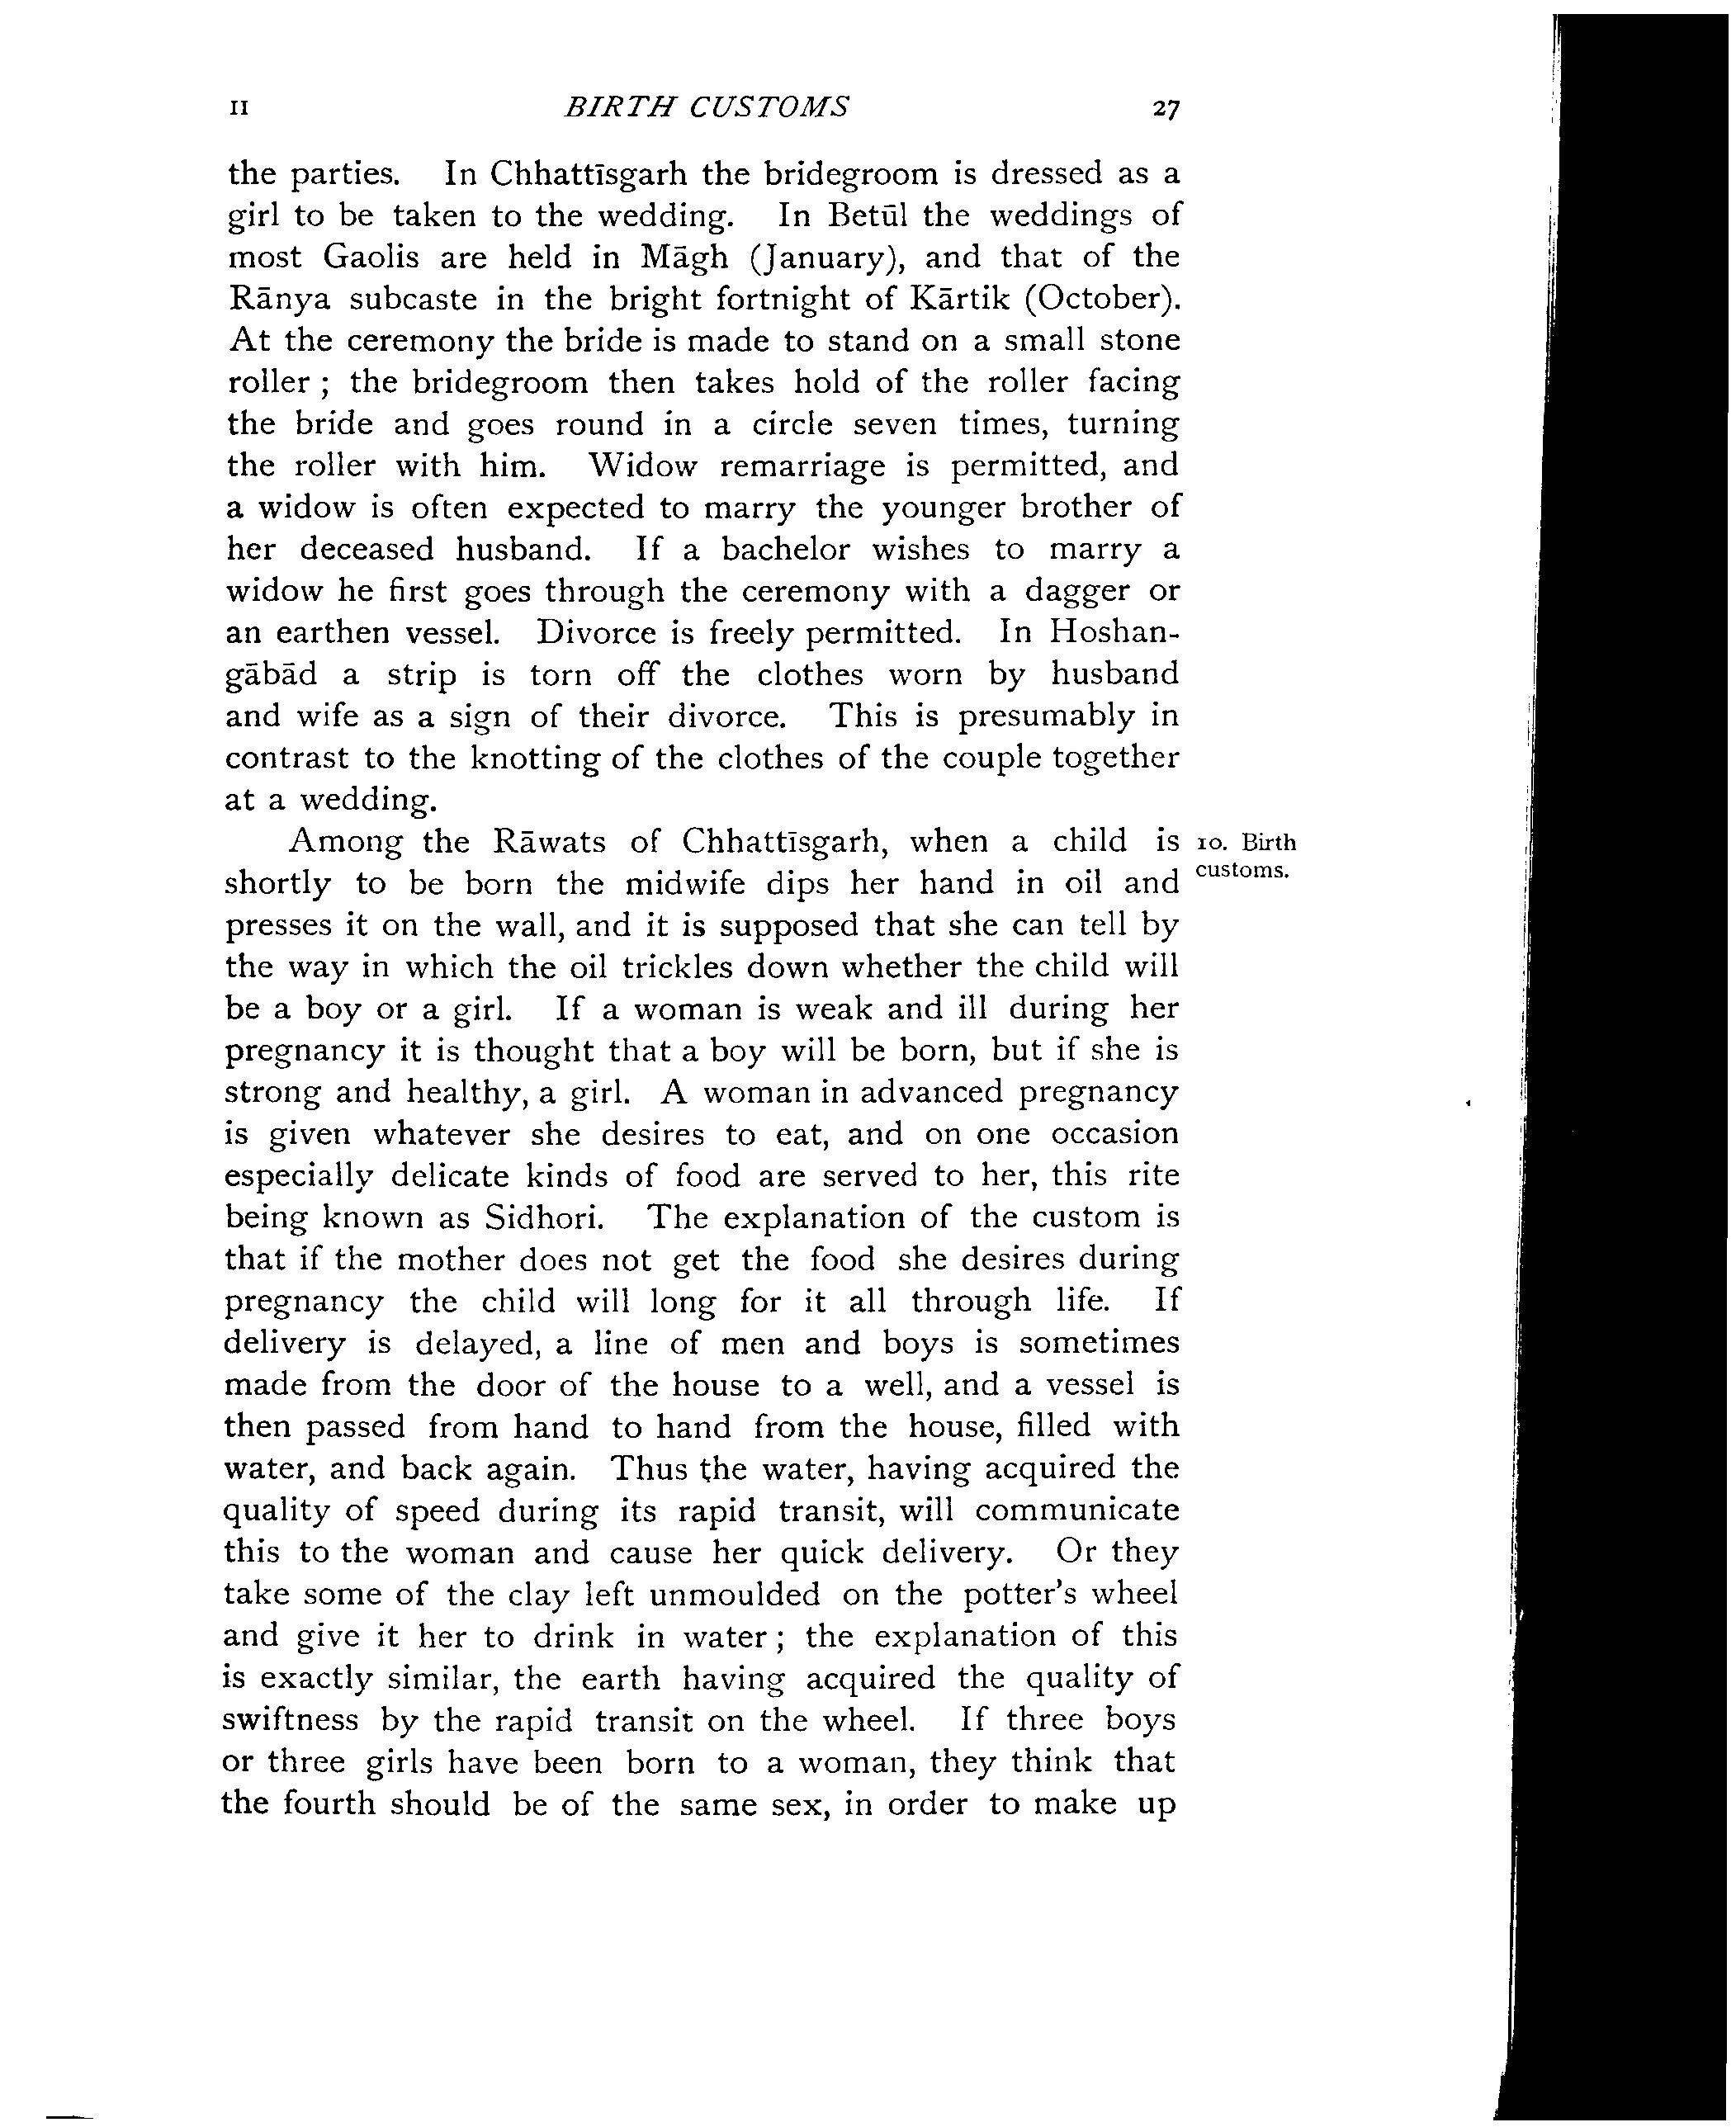 II BIRTH CUSTOMS 27
the parties. In Chhattīsgarh the bridegroom is dressed as a
girl to be taken to the wedding. In Betūl the weddings of
most Gaolis are held in Māgh (January), and that of the
Rānya subcaste in the bright fortnight of Kārtik (October).
At the ceremony the bride is made to stand on a small stone
roller ; the bridegroom then takes hold of the roller facing
the bride and goes round in a circle seven times, turning
the roller with him. Widow remarriage is permitted, and
a widow is often expected to marry the younger brother of
her deceased husband. If a bachelor wishes to marry a
widow he first goes through the ceremony with a dagger or
an earthen vessel. Divorce is freely permitted. In Hoshan-
gābād a strip is torn off the clothes worn by husband
and wife as a sign of their divorce. This is presumably in
contrast to the knotting of the clothes of the couple together
at a wedding.
Among the Rāwats of Chhattīsgarh, when a child is
10. Birth
customs.
shortly to be born the midwife dips her hand in oil and
presses it on the wall, and it is supposed that she can tell by
the way in which the oil trickles down whether the child will
be a boy or a girl. If a woman is weak and ill during her
pregnancy it is thought that a boy will be born, but if she is
strong and healthy, a girl. A woman in advanced pregnancy
is given whatever she desires to eat, and on one occasion
especially delicate kinds of food are served to her, this rite
being known as Sidhori. The explanation of the custom is
that if the mother does not get the food she desires during
pregnancy the child will long for it all through life. If
delivery is delayed, a line of men and boys is sometimes
made from the door of the house to a well, and a vessel is
then passed from hand to hand from the house, filled with
water, and back again. Thus the water, having acquired the
quality of speed during its rapid transit, will communicate
this to the woman and cause her quick delivery. Or they
take some of the clay left unmoulded on the potter's wheel
and give it her to drink in water ; the explanation of this
is exactly similar, the earth having acquired the quality of
swiftness by the rapid transit on the wheel. If three boys
or three girls have been born to a woman, they think that
the fourth should be of the same sex, in order to make up